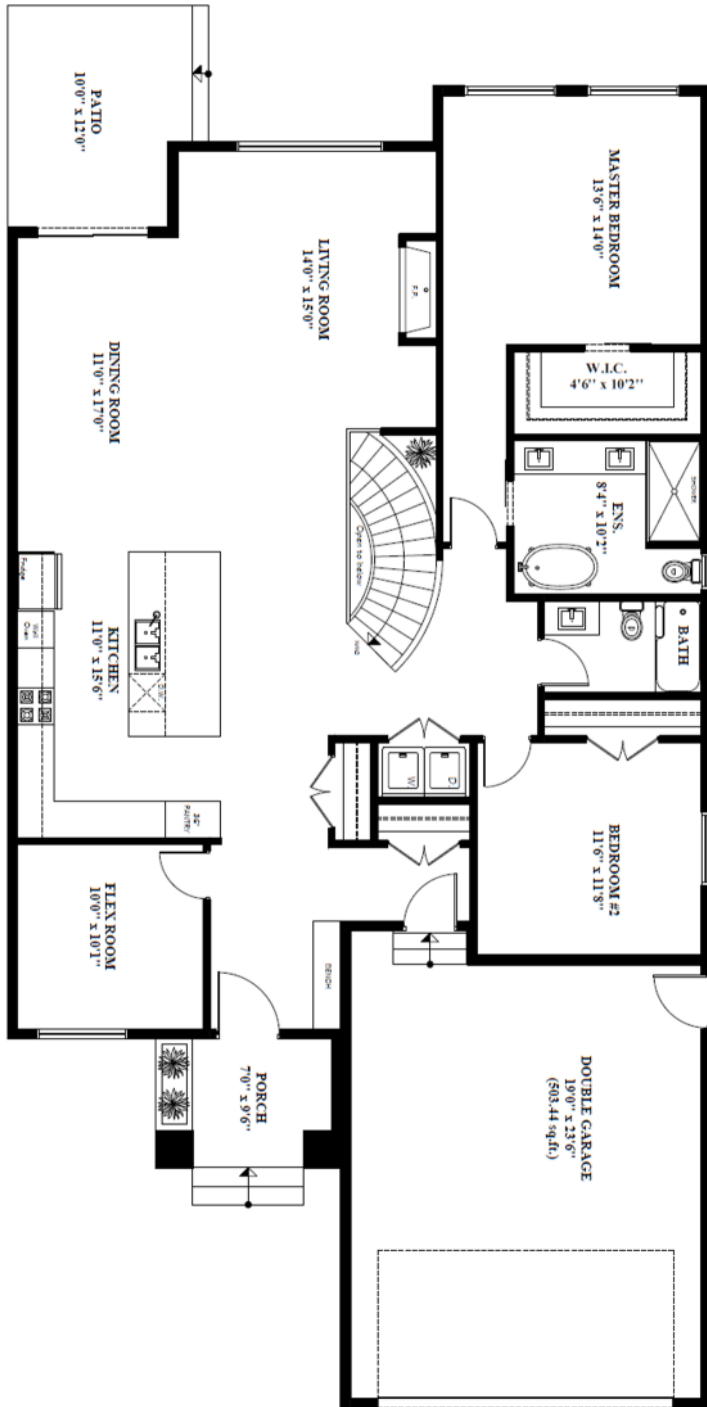 PATIO
10'0" x 12'0"
MASTER BEDROOM
13'6" x 14'0"
LIVING ROOM
14'0" x 15'0"
F.P.
W.I.C.
4'6" x 10'2"
DINING ROOM
11'0" x 17'0"
SHOWER
ENS.
8'4" x 10'2"
Open to below
Fridge
Wall
Oven
KITCHEN
11'0" x 15'6"
D.W.
BATH
W
D
PANTRY
BEDROOM #2
11'6" x 11'8"
FLEX ROOM
10'0" x 10'1"
BENCH
PORCH
7'0" x 9'6"
DOUBLE GARAGE
19'0" x 23'6"
(503.44 sq.ft.)